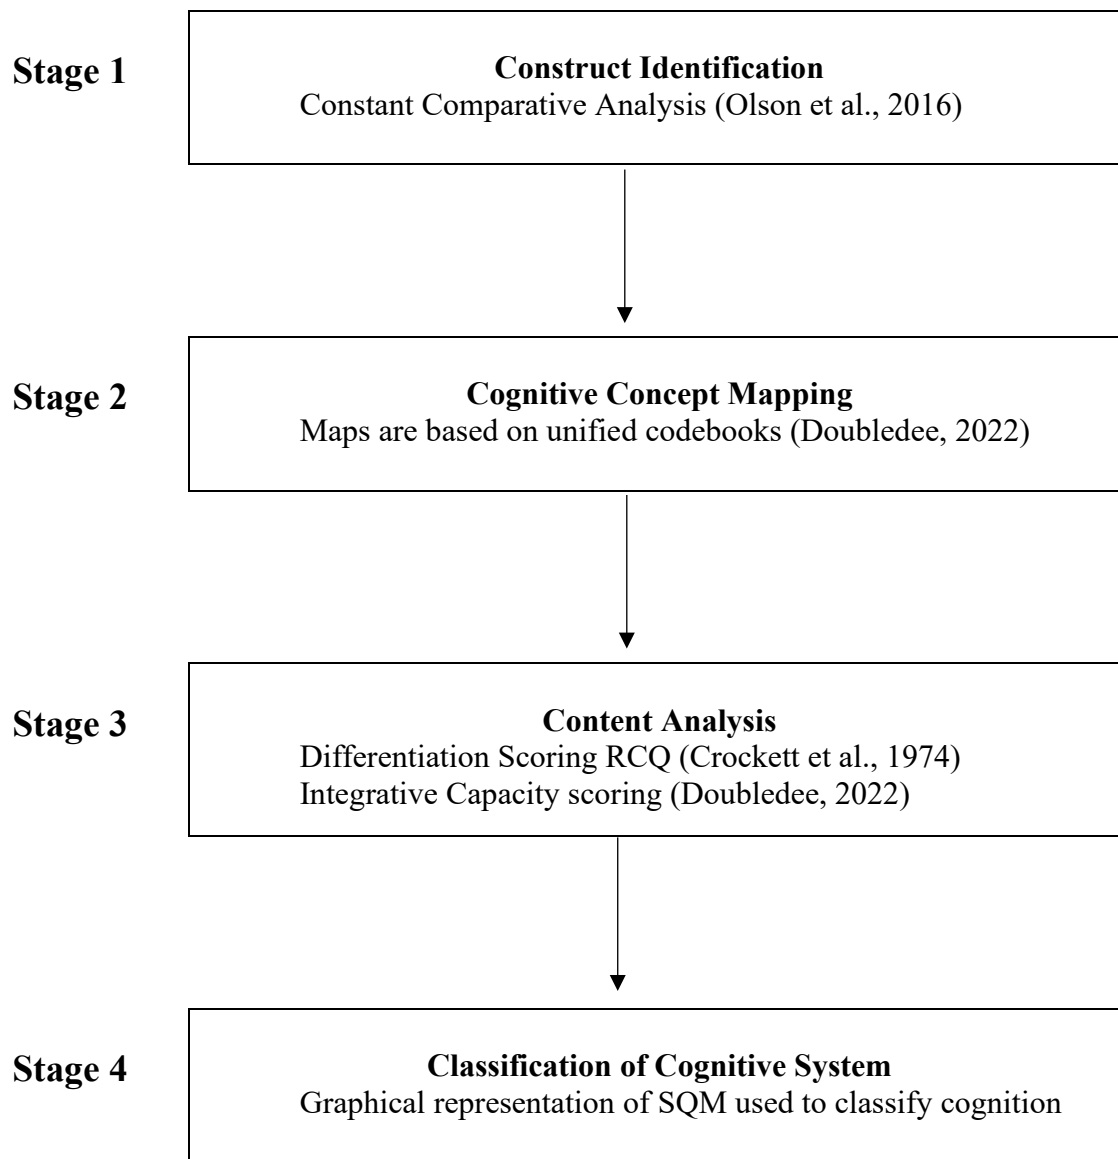 Stage 1
Construct Identification
Constant Comparative Analysis (Olson et al., 2016)
Stage 2
Cognitive Concept Mapping
Maps are based on unified codebooks (Doubledee, 2022)
Stage 3
Content Analysis
Differentiation Scoring RCQ (Crockett et al., 1974)
Integrative Capacity scoring (Doubledee, 2022)
Stage 4
Classification of Cognitive System
Graphical representation of SQM used to classify cognition